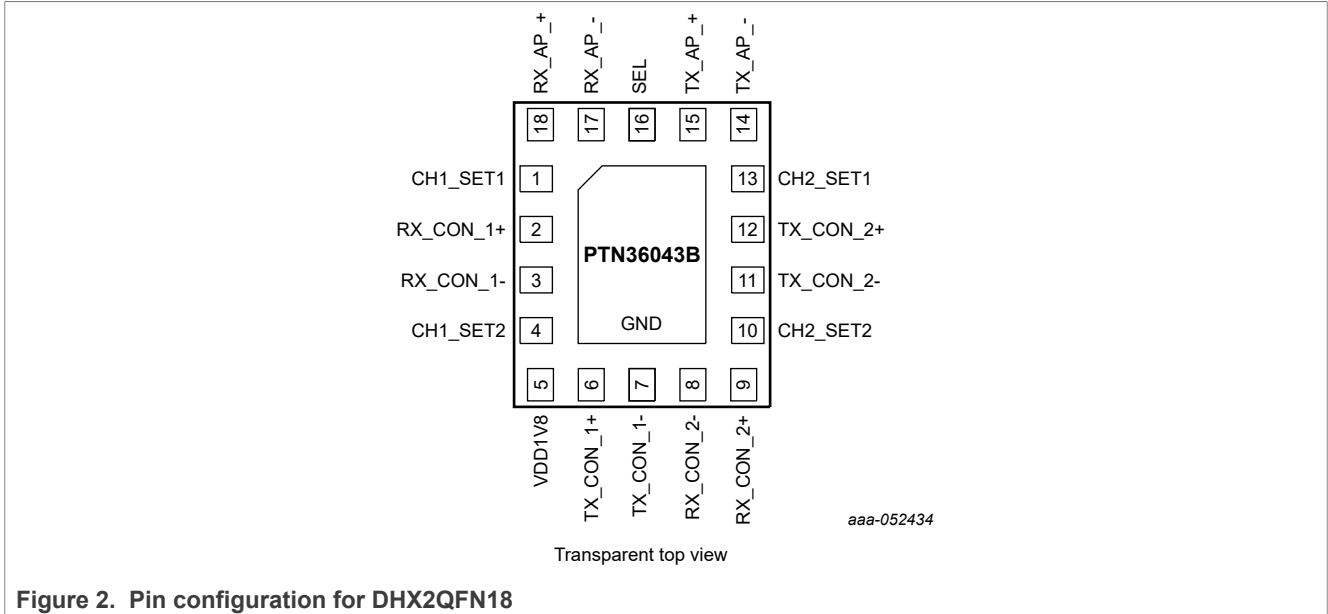 RX_AP_+
RX_AP_-
SEL
TX_AP_+
TX_AP_-
18
17
16
15
14
CH1_SET1
1
13
CH2_SET1
RX_CON_1+
2
12
TX_CON_2+
PTN36043B
RX_CON_1-
3
11
TX_CON_2-
CH1_SET2
4
GND
10
CH2_SET2
5
6
7
8
9
VDD1V8
TX_CON_1+
TX_CON_1-
RX_CON_2-
RX_CON_2+
aaa-052434
Transparent top view
Figure 2. Pin configuration for DHX2QFN18